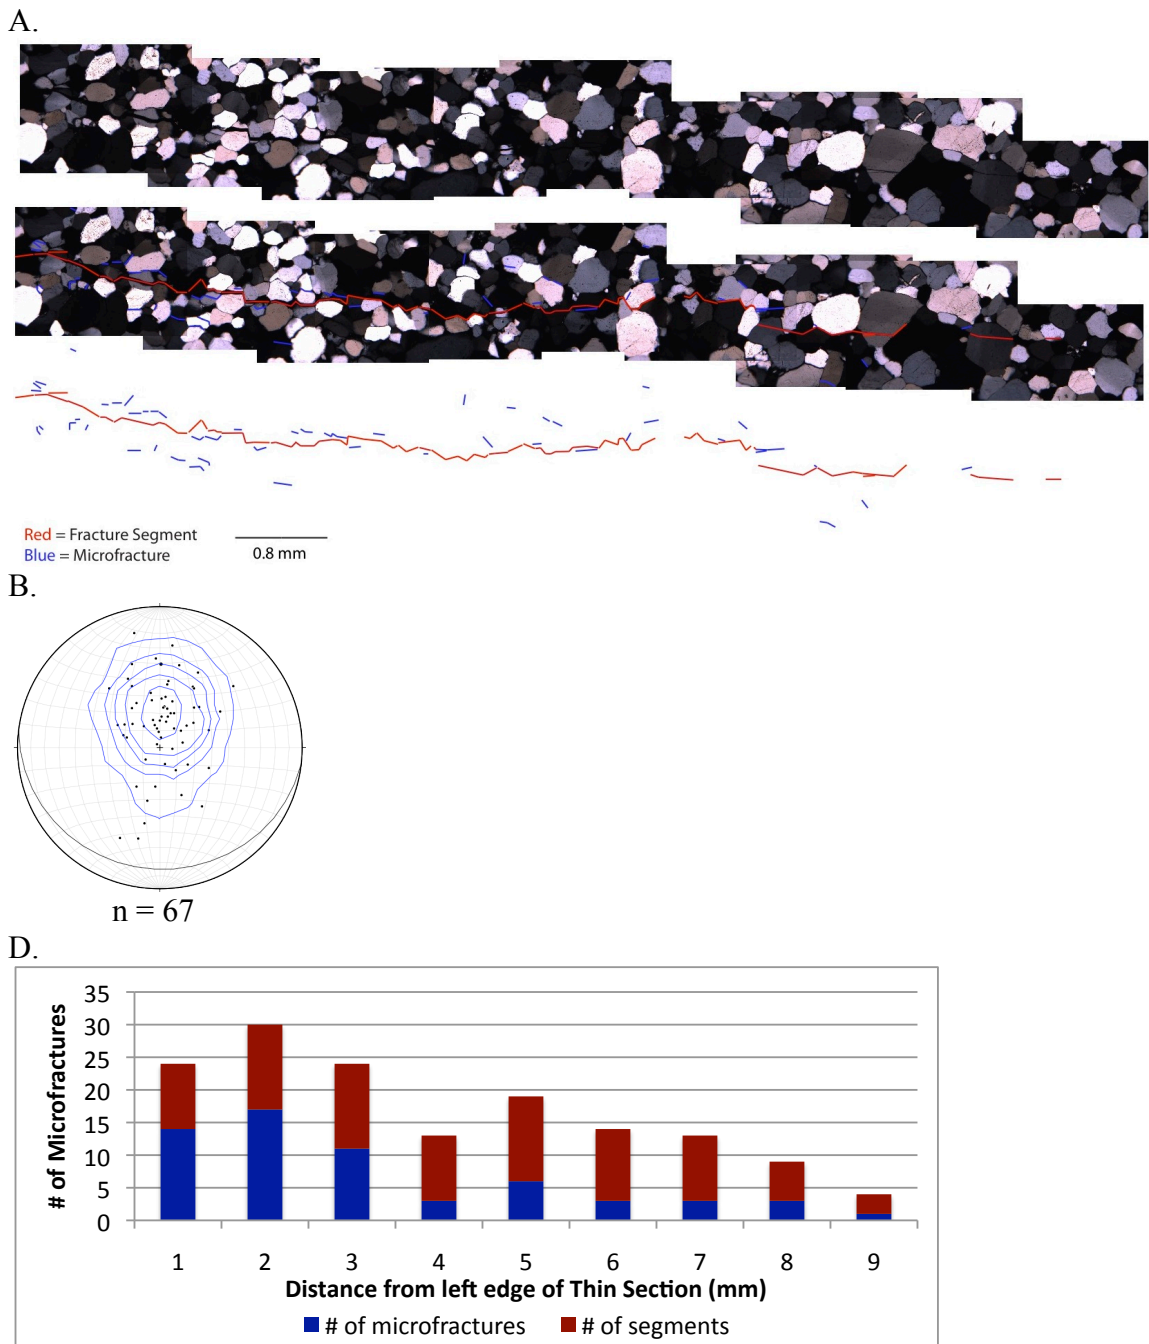 A.
Red = Fracture Segment
Blue = Microfracture
0.8 mm
B.
n = 67
D.
# of Microfractures
35
30
25
20
15
10
5
0
1 2 3 4 5 6 7 8 9
Distance from left edge of Thin Section (mm)
# of microfractures # of segments